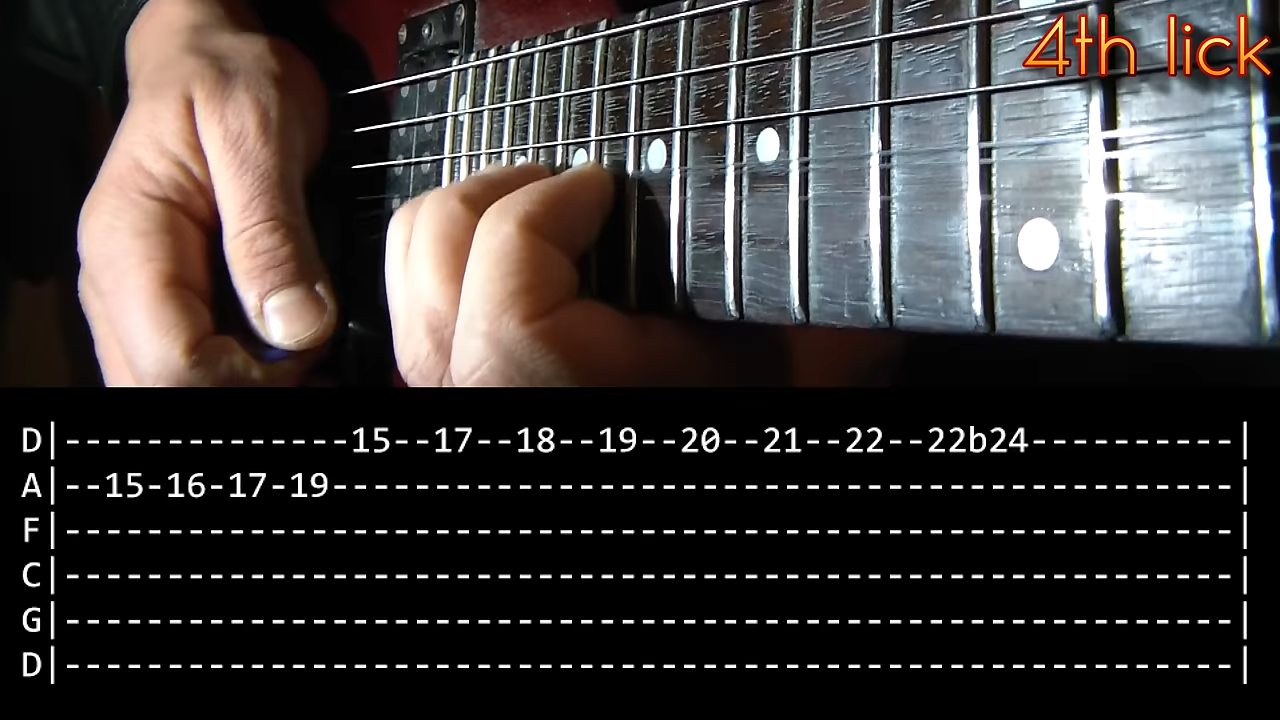 4th lick
D|--------------15--17--18--19--20--21--22--22b24----------|
A|--15-16-17-19--------------------------------------------|
F|---------------------------------------------------------|
C|---------------------------------------------------------|
G|---------------------------------------------------------|
D|---------------------------------------------------------|